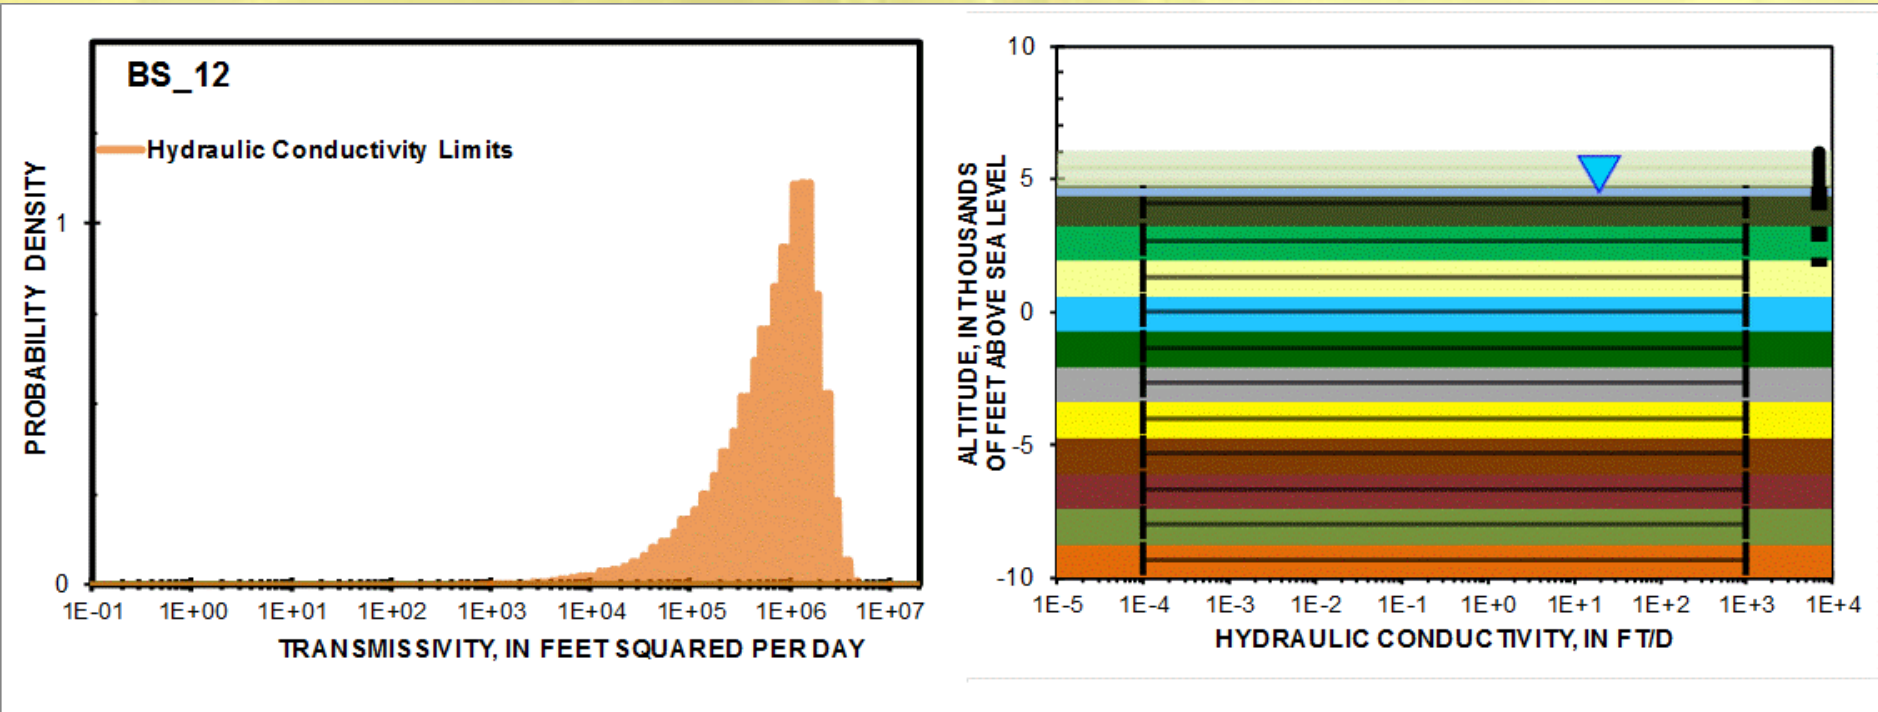 BS_12
Hydraulic Conductivity Limits
PROBABILITY DENSITY
1
0
1E-01 1E+00 1E+01 1E+02 1E+03 1E+04 1E+05 1E+06 1E+07
TRANSMISSIVITY, IN FEET SQUARED PER DAY
ALTITUDE, IN THOUSANDS
OF FEET ABOVE SEA LEVEL
10
5
0
-5
-10
1E-5 1E-4 1E-3 1E-2 1E-1 1E+0 1E+1 1E+2 1E+3 1E+4
HYDRAULIC CONDUCTIVITY, IN FT/D